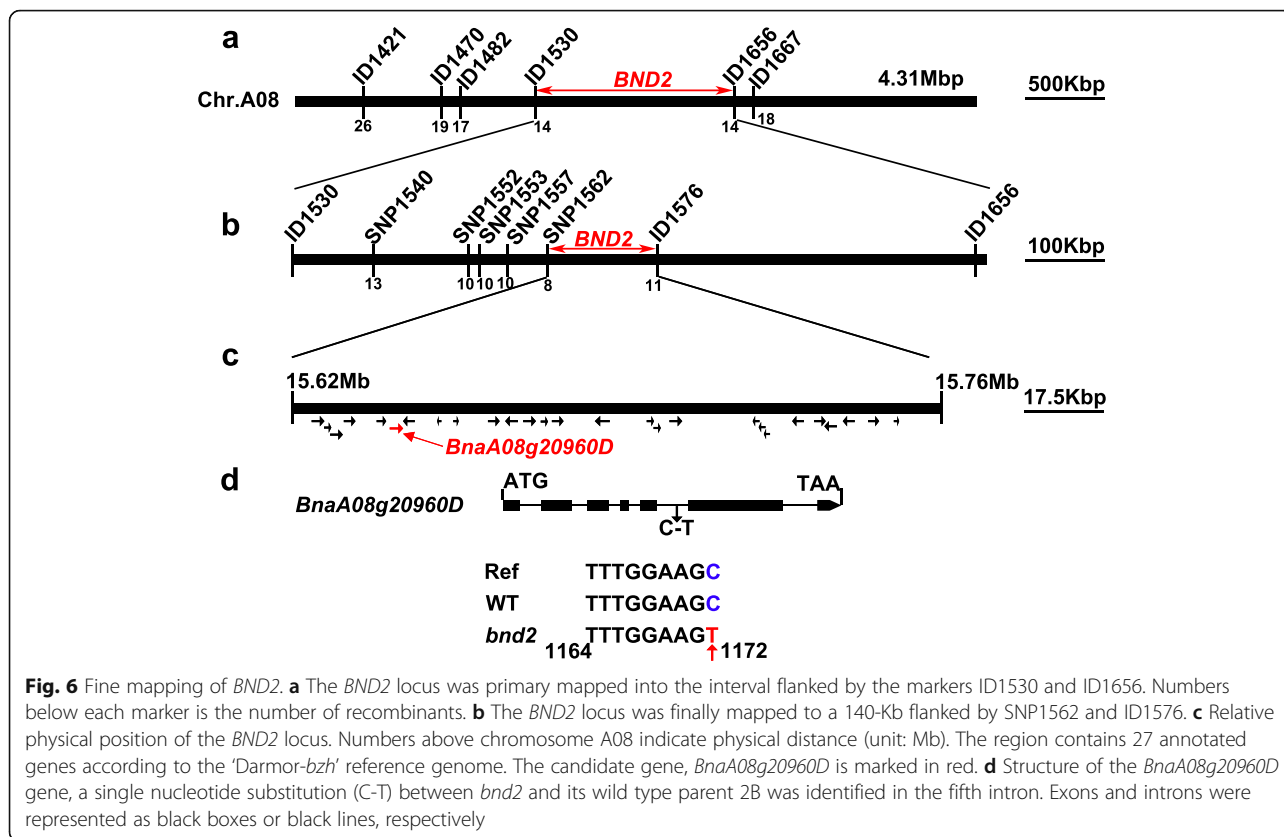 a
ID1421
ID1470
ID1482
ID1530
ID1656
ID1667
BND2
4.31Mbp
500Kbp
Chr.A08
26
19
17
14
14
18
b
ID1530
SNP1540
SNP1552
SNP1553
SNP1557
SNP1562
ID1576
ID1656
BND2
100Kbp
13
10
10
10
8
11
c
15.62Mb
15.76Mb
17.5Kbp
BnaA08g20960D
d
ATG
TAA
BnaA08g20960D
C-T
Ref TTTGGAAGC
WT TTTGGAAGC
bnd2 TTTGGAAGT
1164 1172
Fig. 6 Fine mapping of BND2. a The BND2 locus was primary mapped into the interval flanked by the markers ID1530 and ID1656. Numbers
below each marker is the number of recombinants. b The BND2 locus was finally mapped to a 140-Kb flanked by SNP1562 and ID1576. c Relative
physical position of the BND2 locus. Numbers above chromosome A08 indicate physical distance (unit: Mb). The region contains 27 annotated
genes according to the ‘Darmor-bzh’ reference genome. The candidate gene, BnaA08g20960D is marked in red. d Structure of the BnaA08g20960D
gene, a single nucleotide substitution (C-T) between bnd2 and its wild type parent 2B was identified in the fifth intron. Exons and introns were
represented as black boxes or black lines, respectively